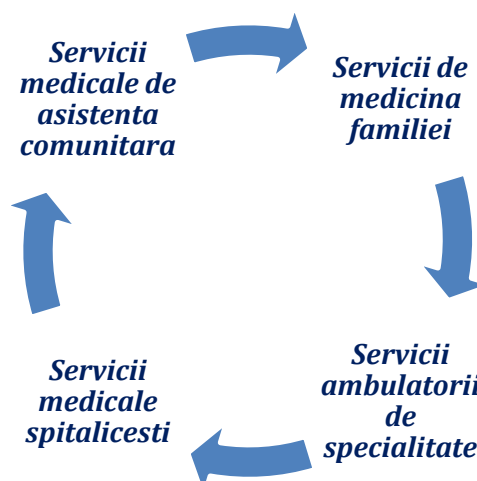 Servicii
medicale de
asistenta
comunitara
Servicii de
medicina
familiei
Servicii
ambulatorii
de
specialitate
Servicii
medicale
spitalicesti